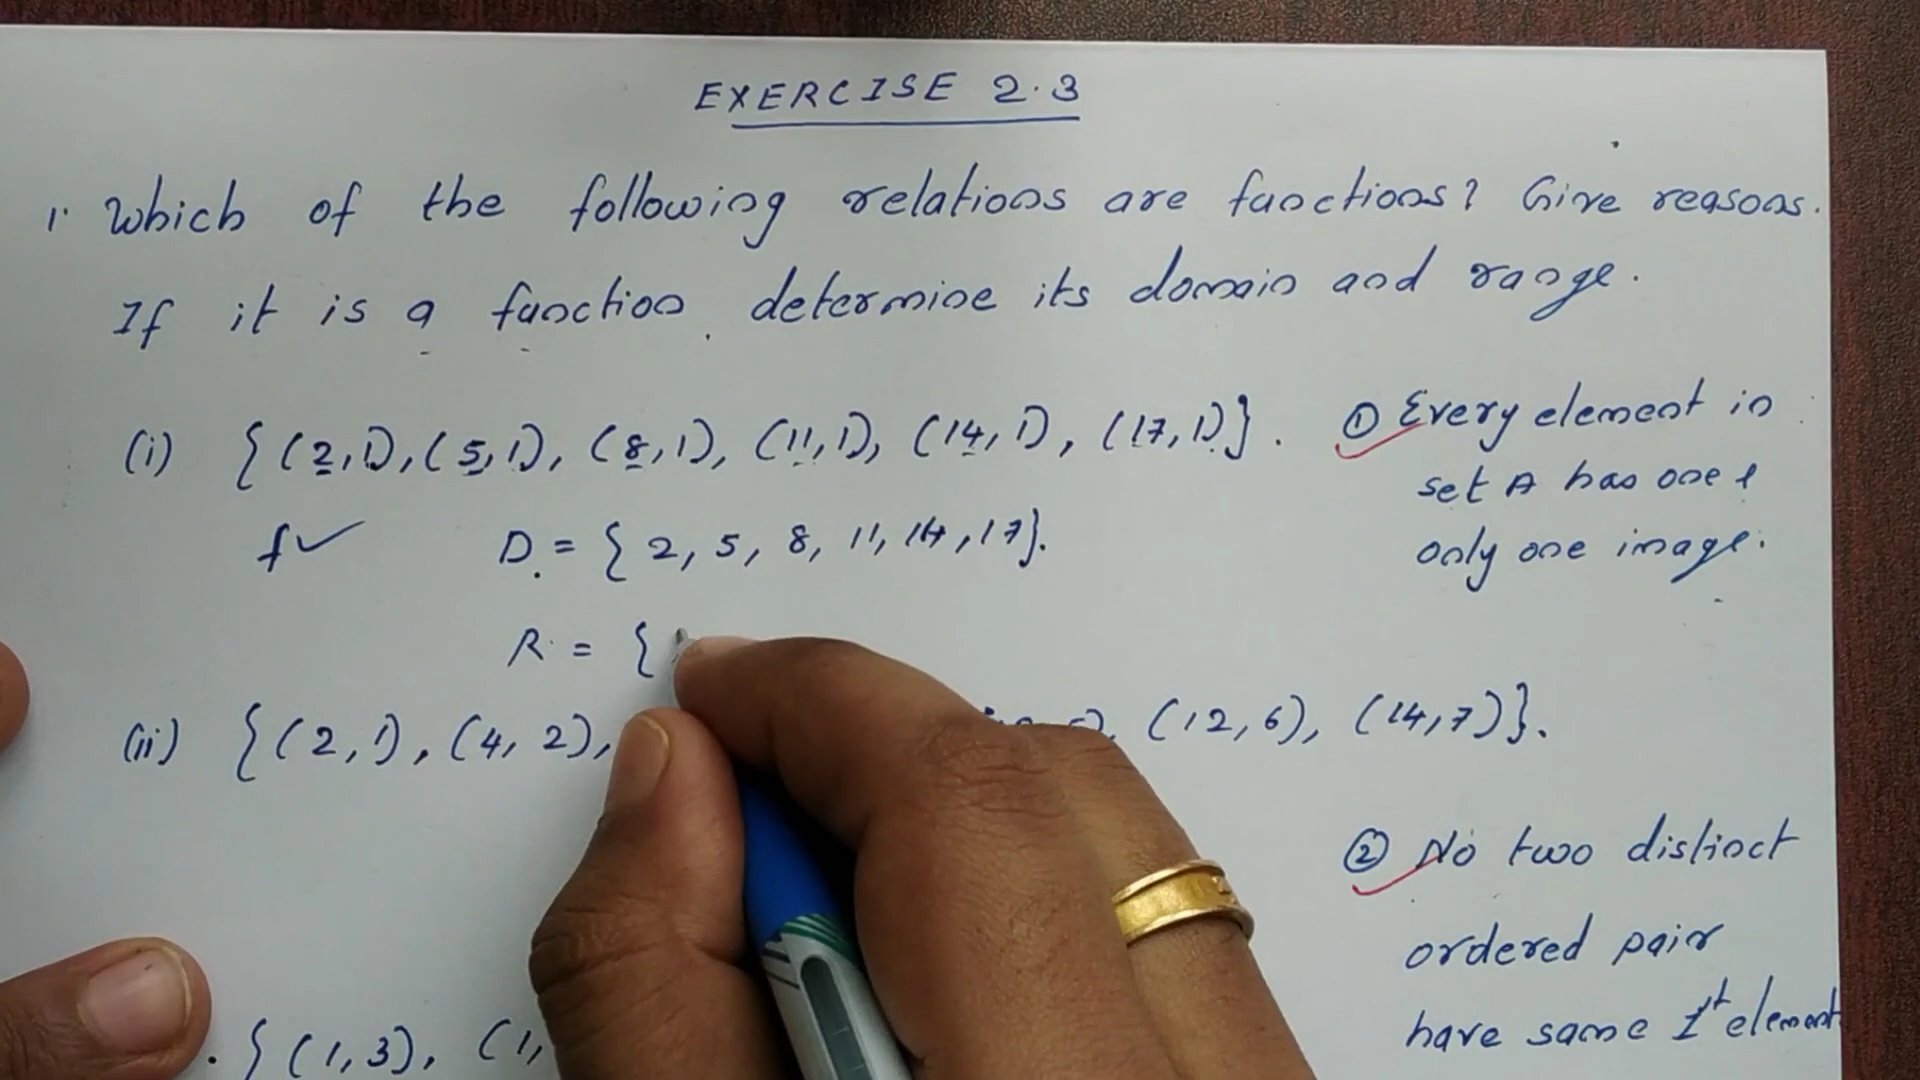 EXERCISE 2.3
1. Which of the following relations are functions? Give reasons.
If it is a function, determine its domain and range.
(i) {(2,1),(5,1), (8,1), (11,1), (14,1), (17,1)}.
① Every element in
set A has one &
only one image.
f✓ D = { 2, 5, 8, 11, 14, 17}.
R = {
(ii) {(2,1), (4, 2), (12,6), (14,7)}.
② No two distinct
ordered pair
have same 1st element
{(1,3), (1,